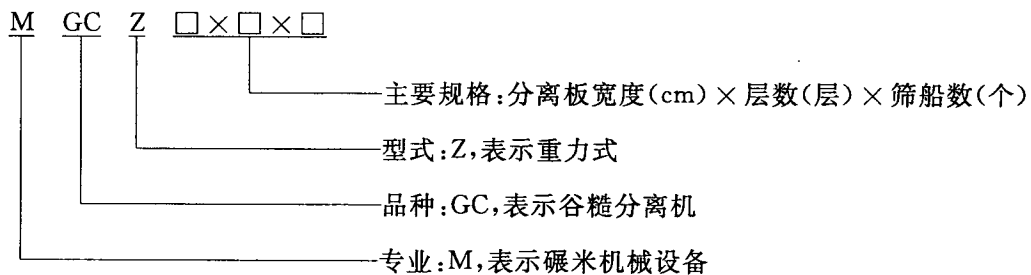 M GC Z □×□×□
主要规格:分离板宽度(cm)×层数(层)×筛船数(个)
型式:Z,表示重力式
品种:GC,表示谷糙分离机
专业:M,表示碾米机械设备